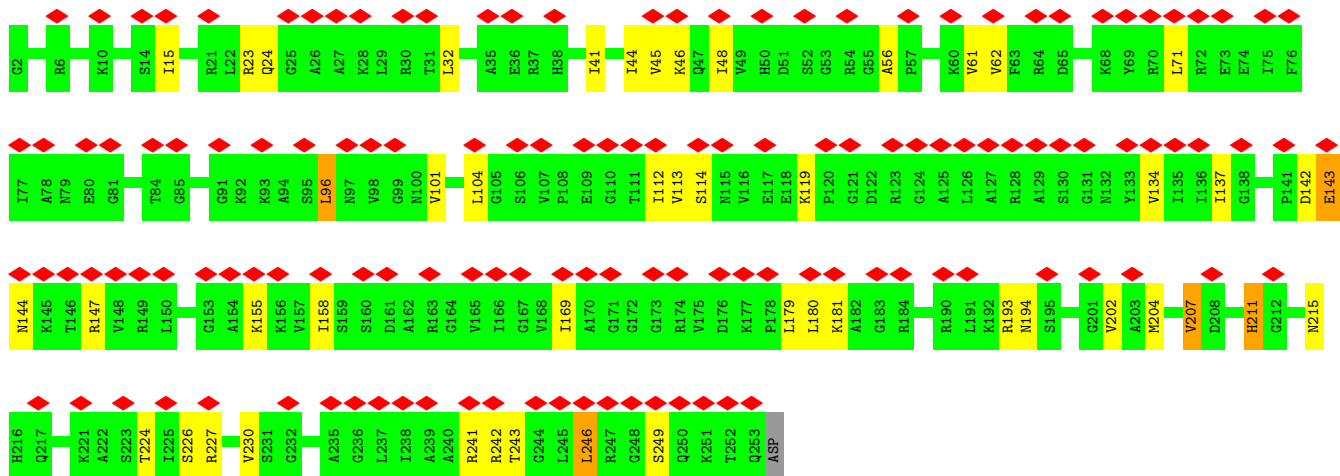 G2 R6 K10 S14 I15 R21 L22 R23 Q24 G25 A26 A27 K28 L29 R30 T31 L32 A35 E36 R37 H38 I41 I44 V45 K46 Q47 I48 V49 H50 D51 S52 G53 R54 G55 A56 P57 K60 V61 V62 F63 R64 D65 K68 Y69 R70 L71 R72 E73 E74 I75 F76
I77 A78 N79 E80 G81 T84 G85 G91 K92 K93 A94 S95 L96 N97 V98 G99 N100 V101 L104 G105 S106 V107 P108 E109 G110 T111 I112 V113 S114 N115 V116 E117 E118 K119 P120 G121 D122 R123 G124 A125 L126 A127 R128 A129 S130 G131 N132 Y133 V134 I135 I136 I137 G138 P141 D142 E143
N144 K145 T146 R147 V148 R149 L150 G153 A154 K155 K156 V157 I158 S159 S160 D161 A162 R163 G164 V165 I166 G167 V168 I169 A170 G171 G172 G173 R174 V175 D176 K177 P178 L179 L180 K181 A182 G183 R184 R190 L191 K192 R193 N194 S195 G201 V202 A203 M204 V207 D208 H211 G212 N215
H216 Q217 K221 A222 S223 T224 I225 S226 R227 V230 S231 G232 A235 G236 L237 I238 A239 A240 R241 R242 T243 G244 L245 L246 R247 G248 S249 Q250 K251 T252 Q253 ASP